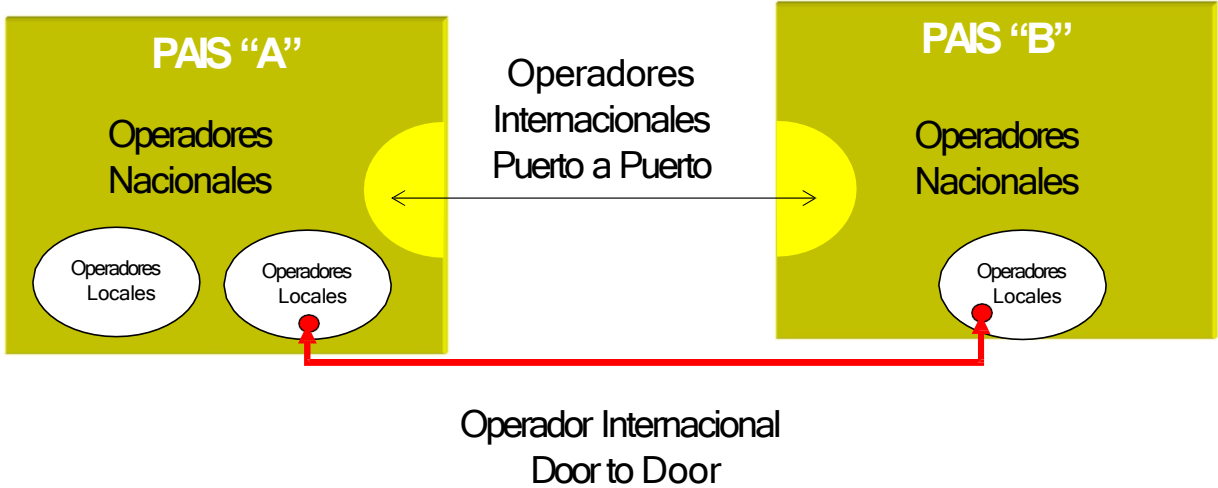 PAIS “A”
Operadores
Nacionales
Operadores
Locales
Operadores
Locales
Operadores
Internacionales
Puerto a Puerto
PAIS “B”
Operadores
Nacionales
Operadores
Locales
Operador Internacional
Door to Door